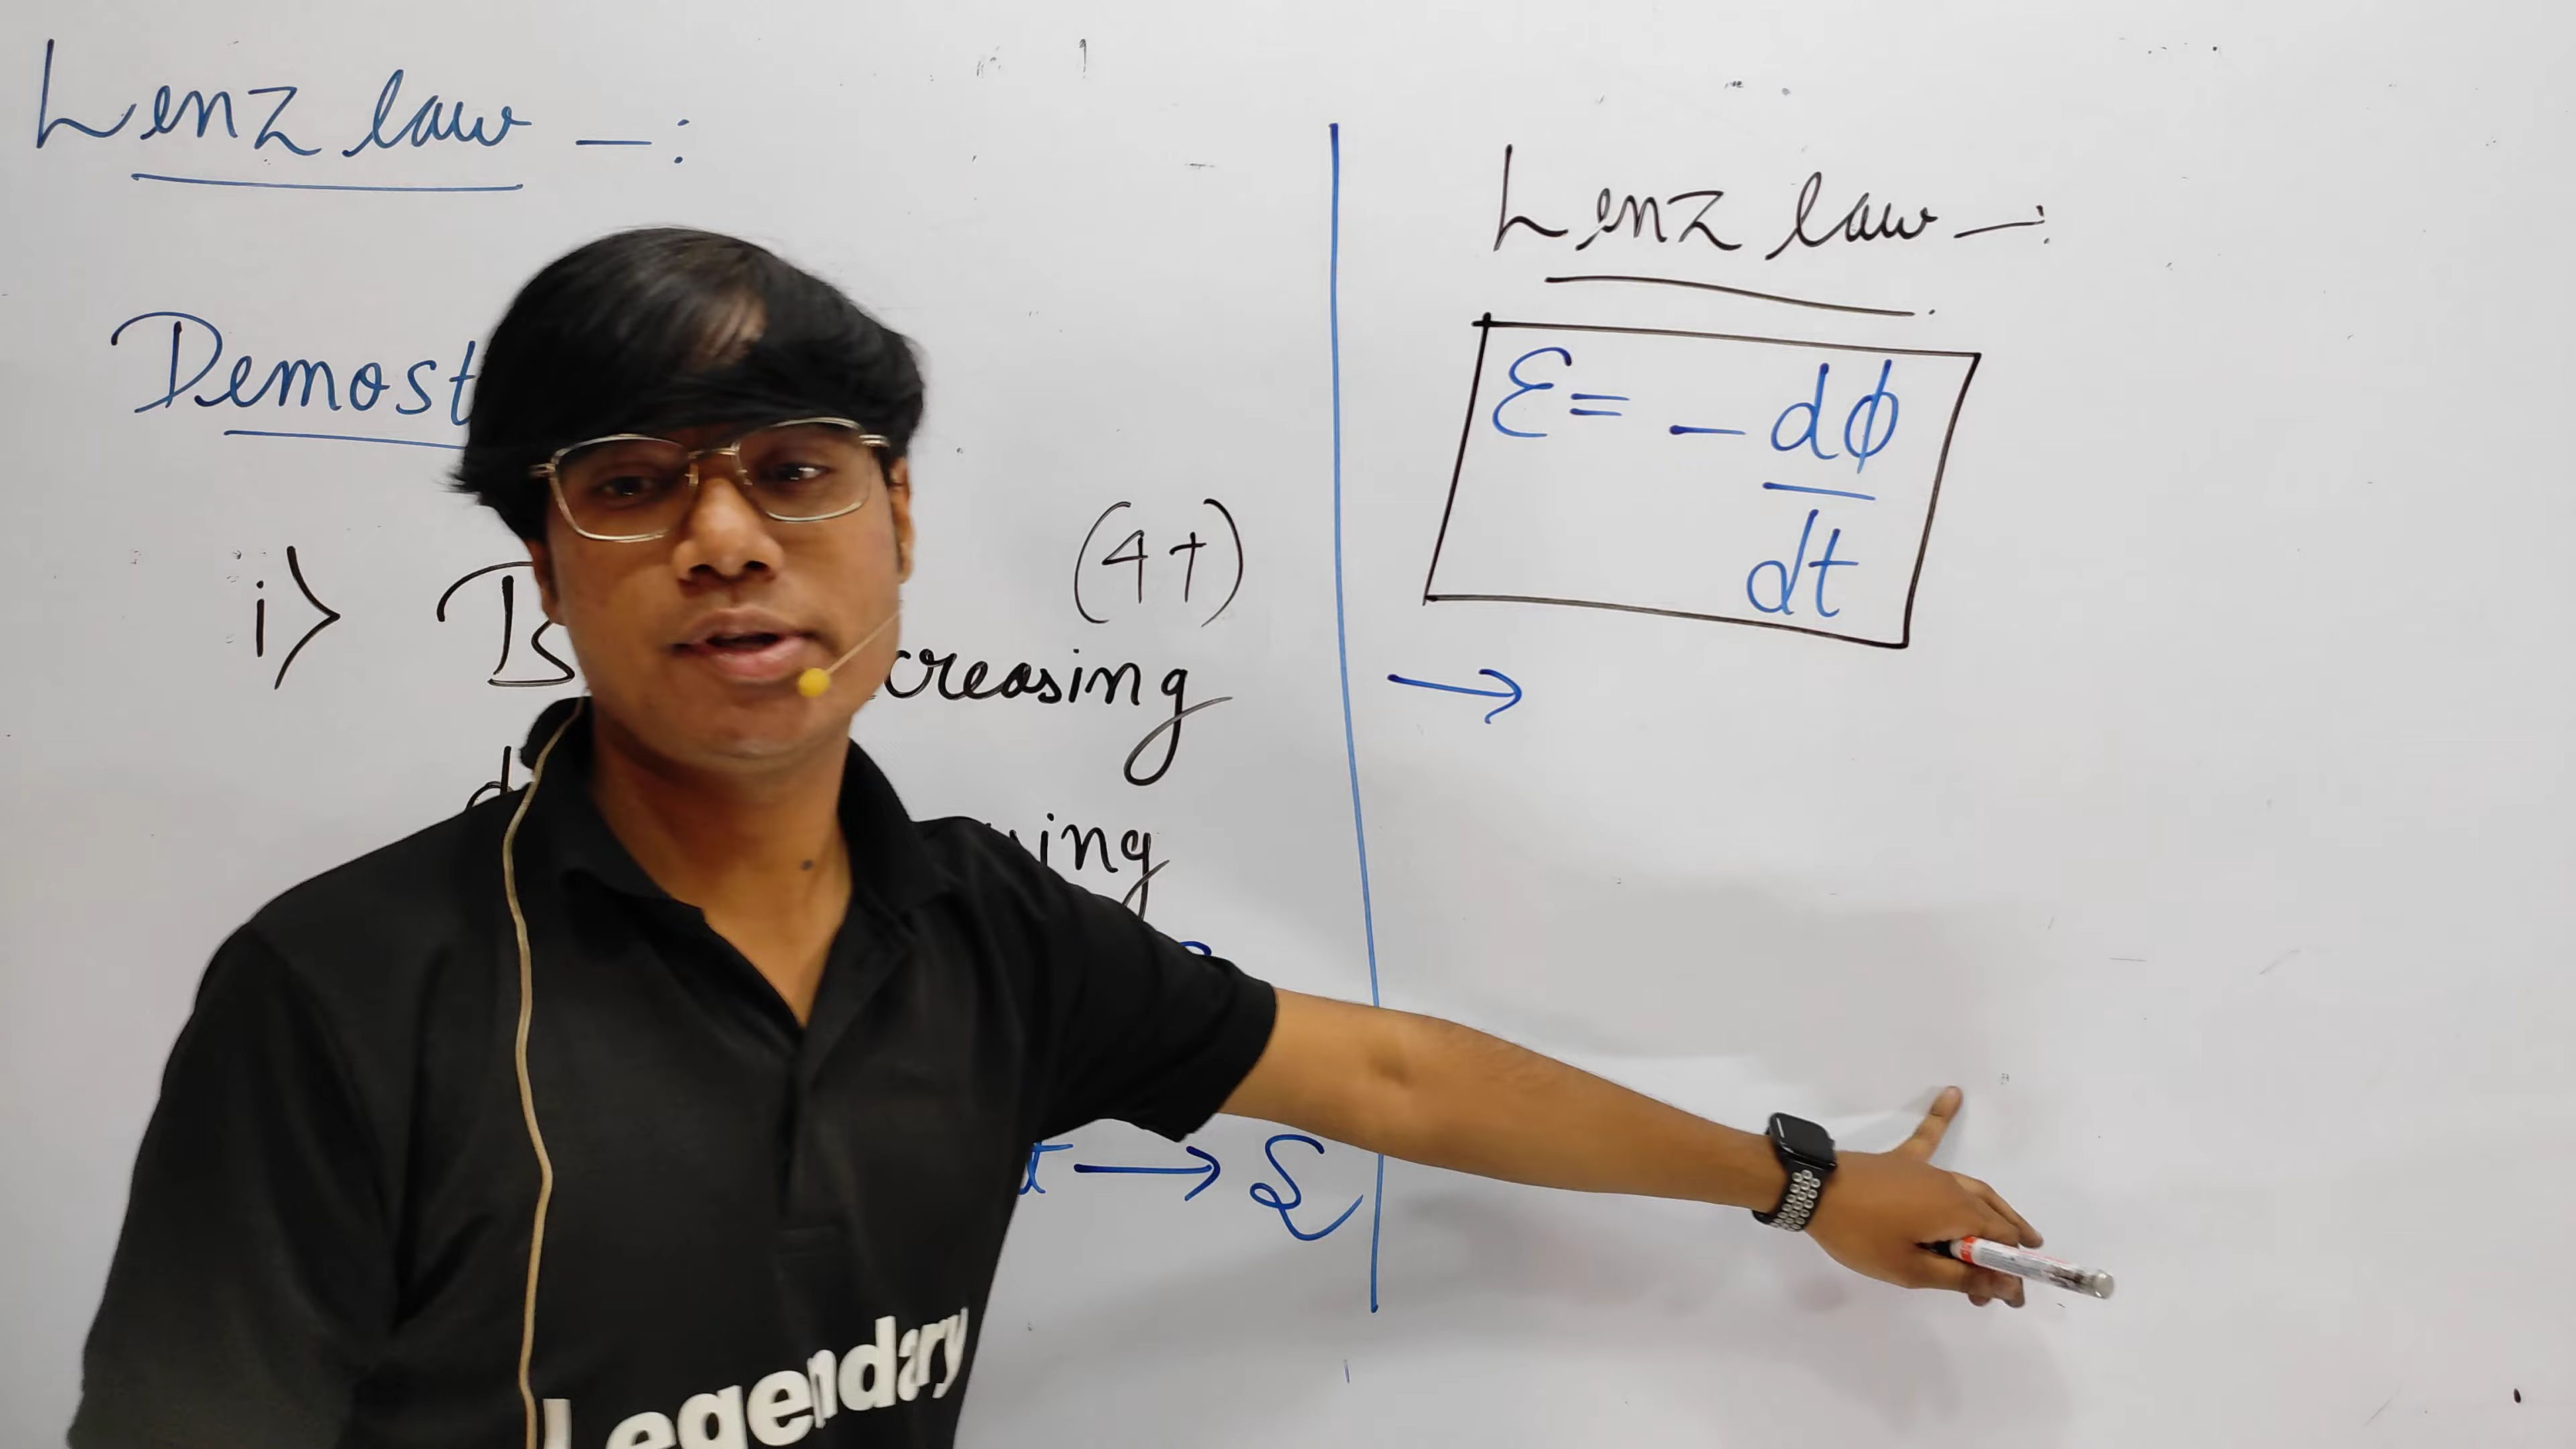 Lenz law -:
Demost
i>
(4+)
creasing
ing
t → ℰ
Lenz law -:
ℰ = - dϕ
dt
→
Legendary